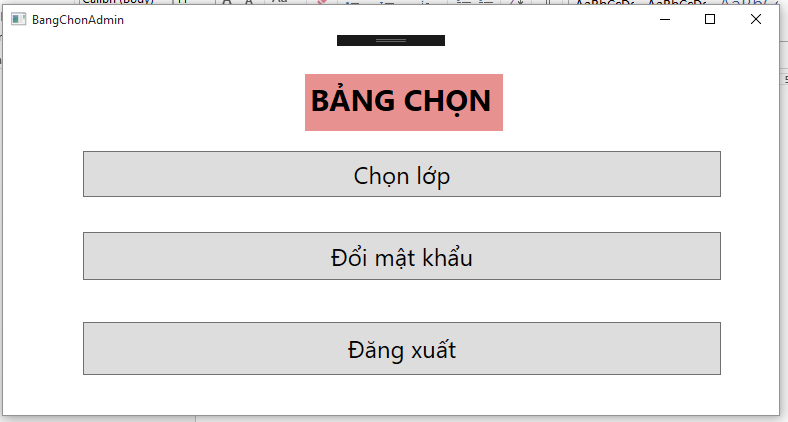 BangChonAdmin
BẢNG CHỌN
Chọn lớp
Đổi mật khẩu
Đăng xuất